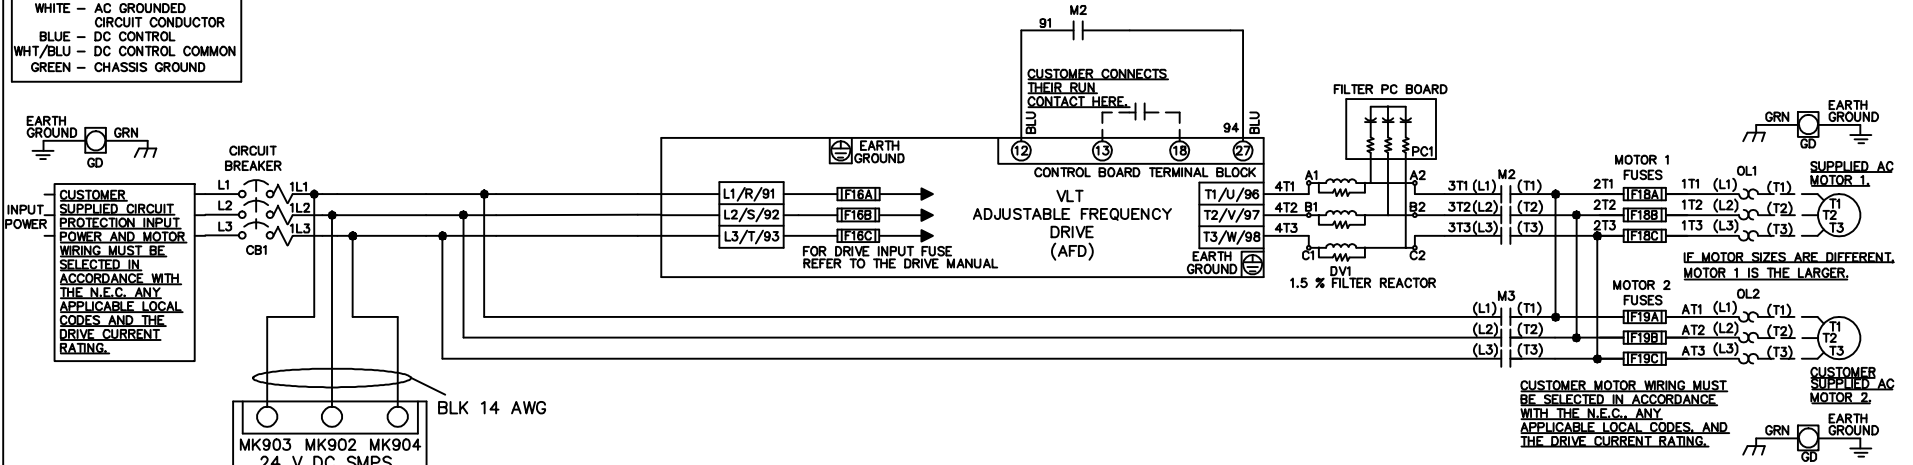 WHITE – AC GROUNDED
CIRCUIT CONDUCTOR
BLUE – DC CONTROL
WHT/BLU – DC CONTROL COMMON
GREEN – CHASSIS GROUND
EARTH
GROUND
GRN
GD
INPUT
POWER
CUSTOMER
SUPPLIED CIRCUIT
PROTECTION INPUT
POWER AND MOTOR
WIRING MUST BE
SELECTED IN
ACCORDANCE WITH
THE N.E.C. ANY
APPLICABLE LOCAL
CODES AND THE
DRIVE CURRENT
RATING.
CIRCUIT
BREAKER
L1 1L1
L2 1L2
L3 1L3
CB1
BLK 14 AWG
MK903 MK902 MK904
24 V DC SMPS
L1/R/91
L2/S/92
L3/T/93
F16A
F16B
F16C
EARTH
GROUND
FOR DRIVE INPUT FUSE
REFER TO THE DRIVE MANUAL
M2
91
CUSTOMER CONNECTS
THEIR RUN
CONTACT HERE.
BLU
94
BLU
12 13 18 27
CONTROL BOARD TERMINAL BLOCK
VLT
ADJUSTABLE FREQUENCY
DRIVE
(AFD)
T1/U/96
T2/V/97
T3/W/98
EARTH
GROUND
4T1
4T2
4T3
FILTER PC BOARD
PC1
A1 A2
B1 B2
C1 C2
DV1
1.5 % FILTER REACTOR
M2
3T1 (L1) (T1)
3T2(L2) (T2)
3T3(L3) (T3)
M3
(L1) (T1)
(L2) (T2)
(L3) (T3)
MOTOR 1
FUSES
2T1 F18A 1T1 (L1) (T1)
2T2 F18B 1T2 (L2) (T2)
2T3 F18C 1T3 (L3) (T3)
OL1
GRN
GD
EARTH
GROUND
SUPPLIED AC
MOTOR 1.
T1
T2
T3
IF MOTOR SIZES ARE DIFFERENT,
MOTOR 1 IS THE LARGER.
MOTOR 2
FUSES
OL2
F19A AT1 (L1) (T1)
F19B AT2 (L2) (T2)
F19C AT3 (L3) (T3)
T1
T2
T3
CUSTOMER
SUPPLIED AC
MOTOR 2.
CUSTOMER MOTOR WIRING MUST
BE SELECTED IN ACCORDANCE
WITH THE N.E.C., ANY
APPLICABLE LOCAL CODES, AND
THE DRIVE CURRENT RATING.
GRN
GD
EARTH
GROUND